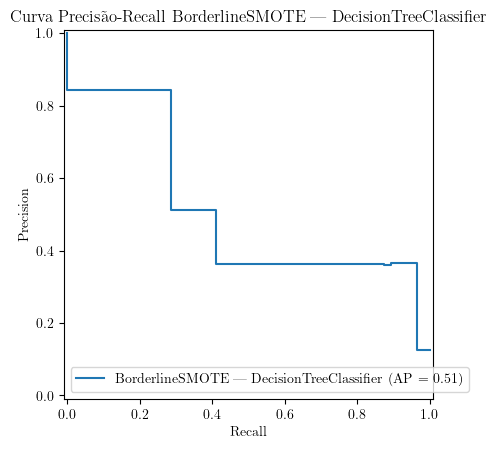 Curva Precisão-Recall BorderlineSMOTE — DecisionTreeClassifier
1.0
0.8
0.6
0.4
0.2
0.0
Precision
BorderlineSMOTE — DecisionTreeClassifier (AP = 0.51)
0.0 0.2 0.4 0.6 0.8 1.0
Recall